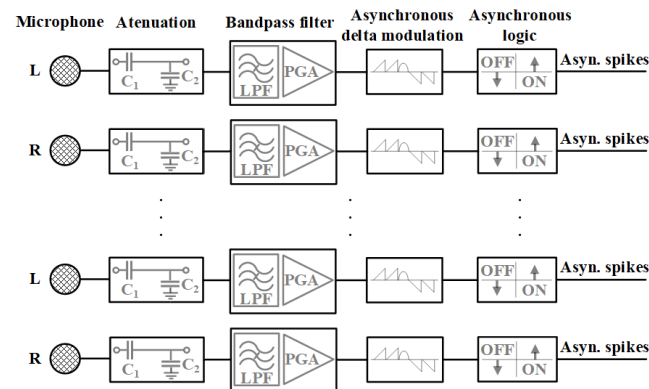 Microphone Atenuation Bandpass filter Asynchronous delta modulation Asynchronous logic
L C1 C2 LPF PGA OFF ON Asyn. spikes
R C1 C2 LPF PGA OFF ON Asyn. spikes
L C1 C2 LPF PGA OFF ON Asyn. spikes
R C1 C2 LPF PGA OFF ON Asyn. spikes